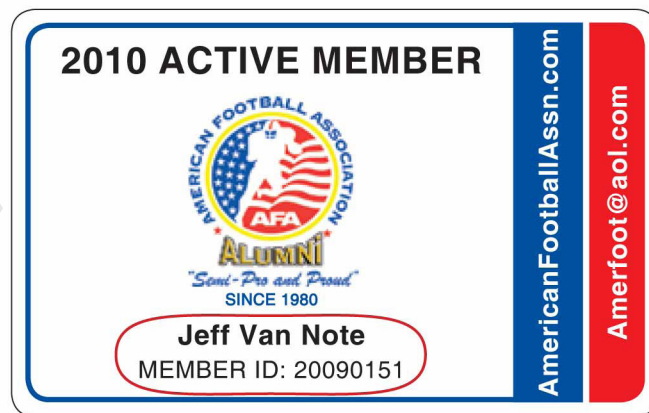 2010 ACTIVE MEMBER
AMERICAN FOOTBALL ASSOCIATION
AFA
ALUMNi
"Semi-Pro and Proud"
SINCE 1980
Jeff Van Note
MEMBER ID: 20090151
AmericanFootballAssn.com
Amerfoot@aol.com